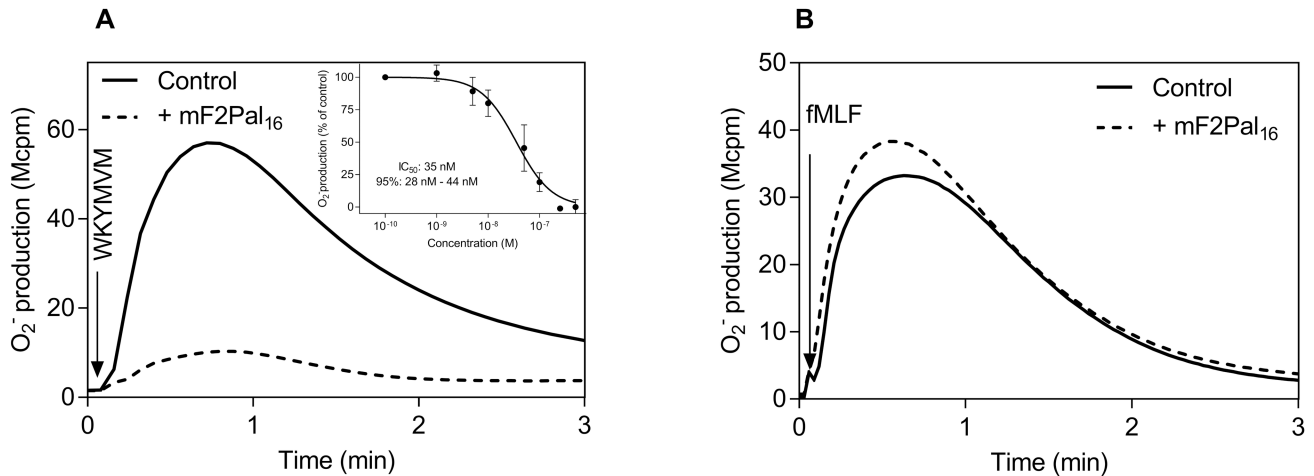 A
O₂⁻ production (Mcpm)
60
40
20
0
0
1
2
3
Time (min)
Control
+ mF2Pal₁₆
WKYMVM
O₂⁻production (% of control)
100
75
50
25
0
IC₅₀: 35 nM
95%: 28 nM - 44 nM
10⁻¹⁰
10⁻⁹
10⁻⁸
10⁻⁷
Concentration (M)
B
O₂⁻ production (Mcpm)
50
40
30
20
10
0
0
1
2
3
Time (min)
Control
+ mF2Pal₁₆
fMLF